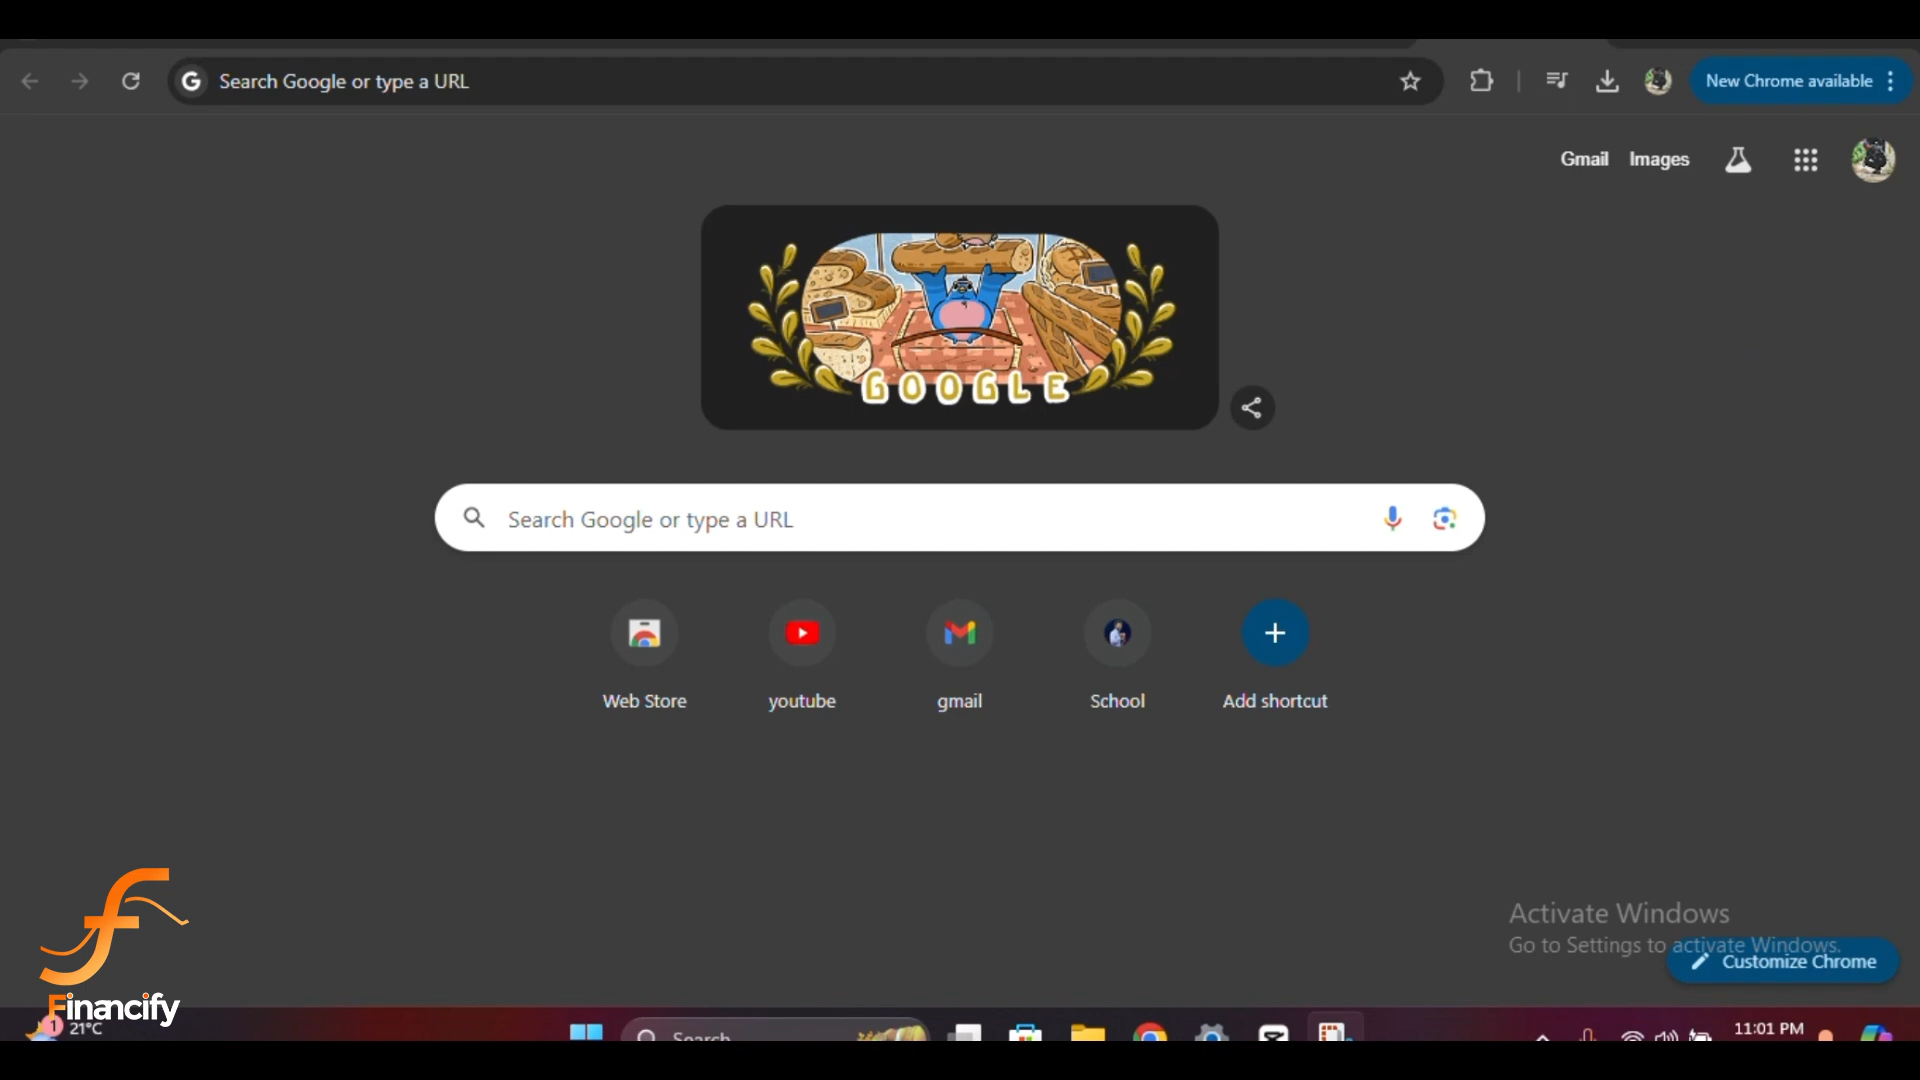 Search Google or type a URL
New Chrome available
Gmail Images
GOOGLE
Search Google or type a URL
Web Store
youtube
gmail
School
Add shortcut
Activate Windows
Go to Settings to activate Windows.
Customize Chrome
Financify
1
21°C
Search
11:01 PM